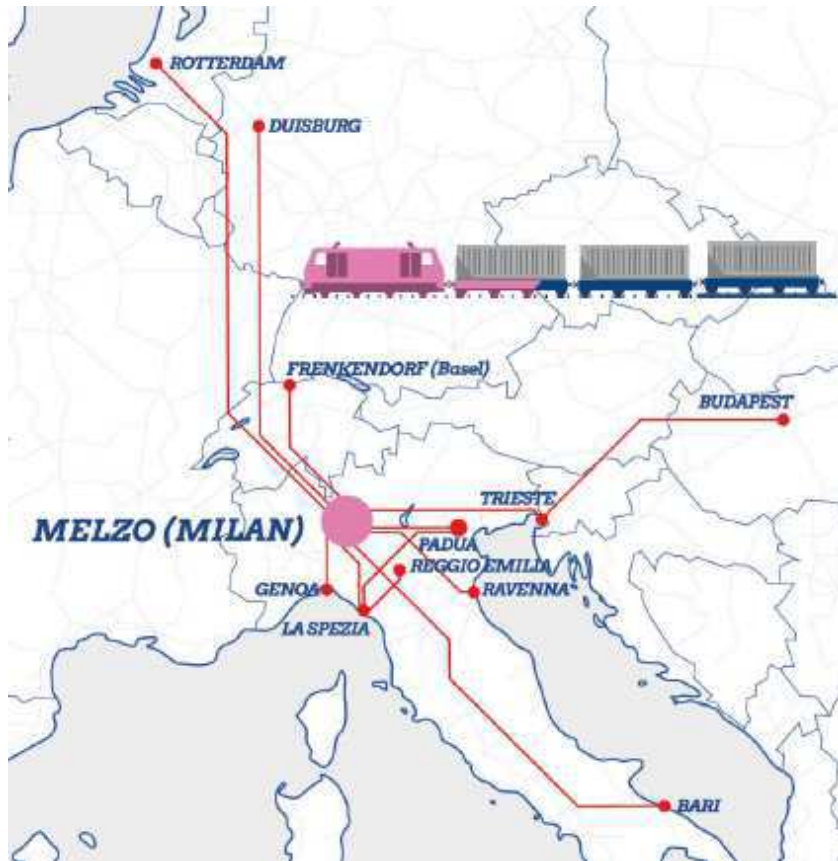 ROTTERDAM
DUISBURG
FRENKENDORF (Basel)
BUDAPEST
TRIESTE
MELZO (MILAN)
PADUA
REGGIO EMILIA
GENOA
RAVENNA
LA SPEZIA
BARI